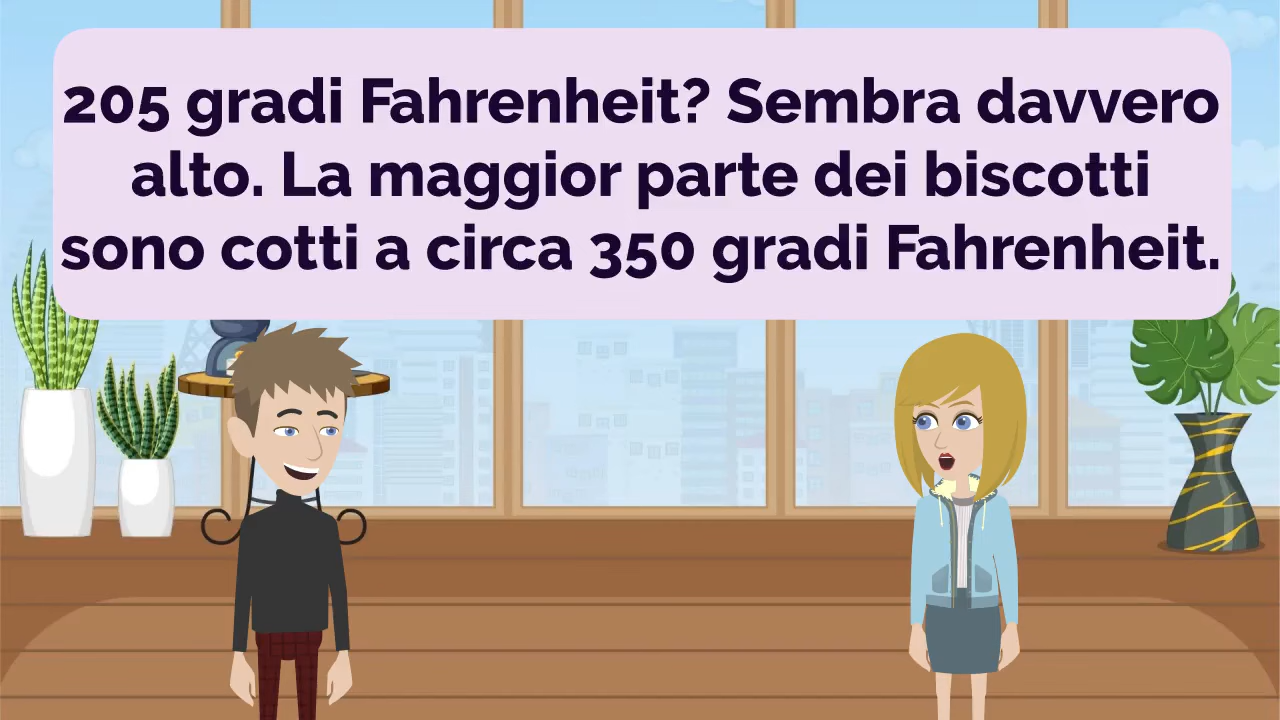 205 gradi Fahrenheit? Sembra davvero
alto. La maggior parte dei biscotti
sono cotti a circa 350 gradi Fahrenheit.